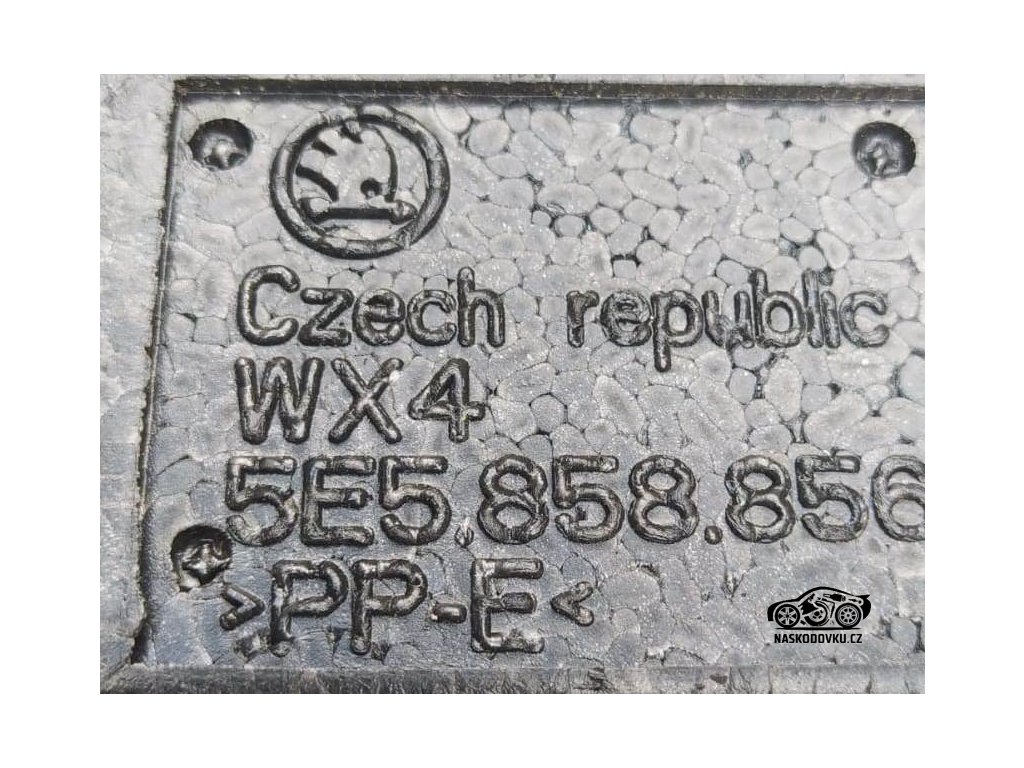 Czech republic
WX4
5E5.858.856
>PP-E<
NASKODOVKU.CZ